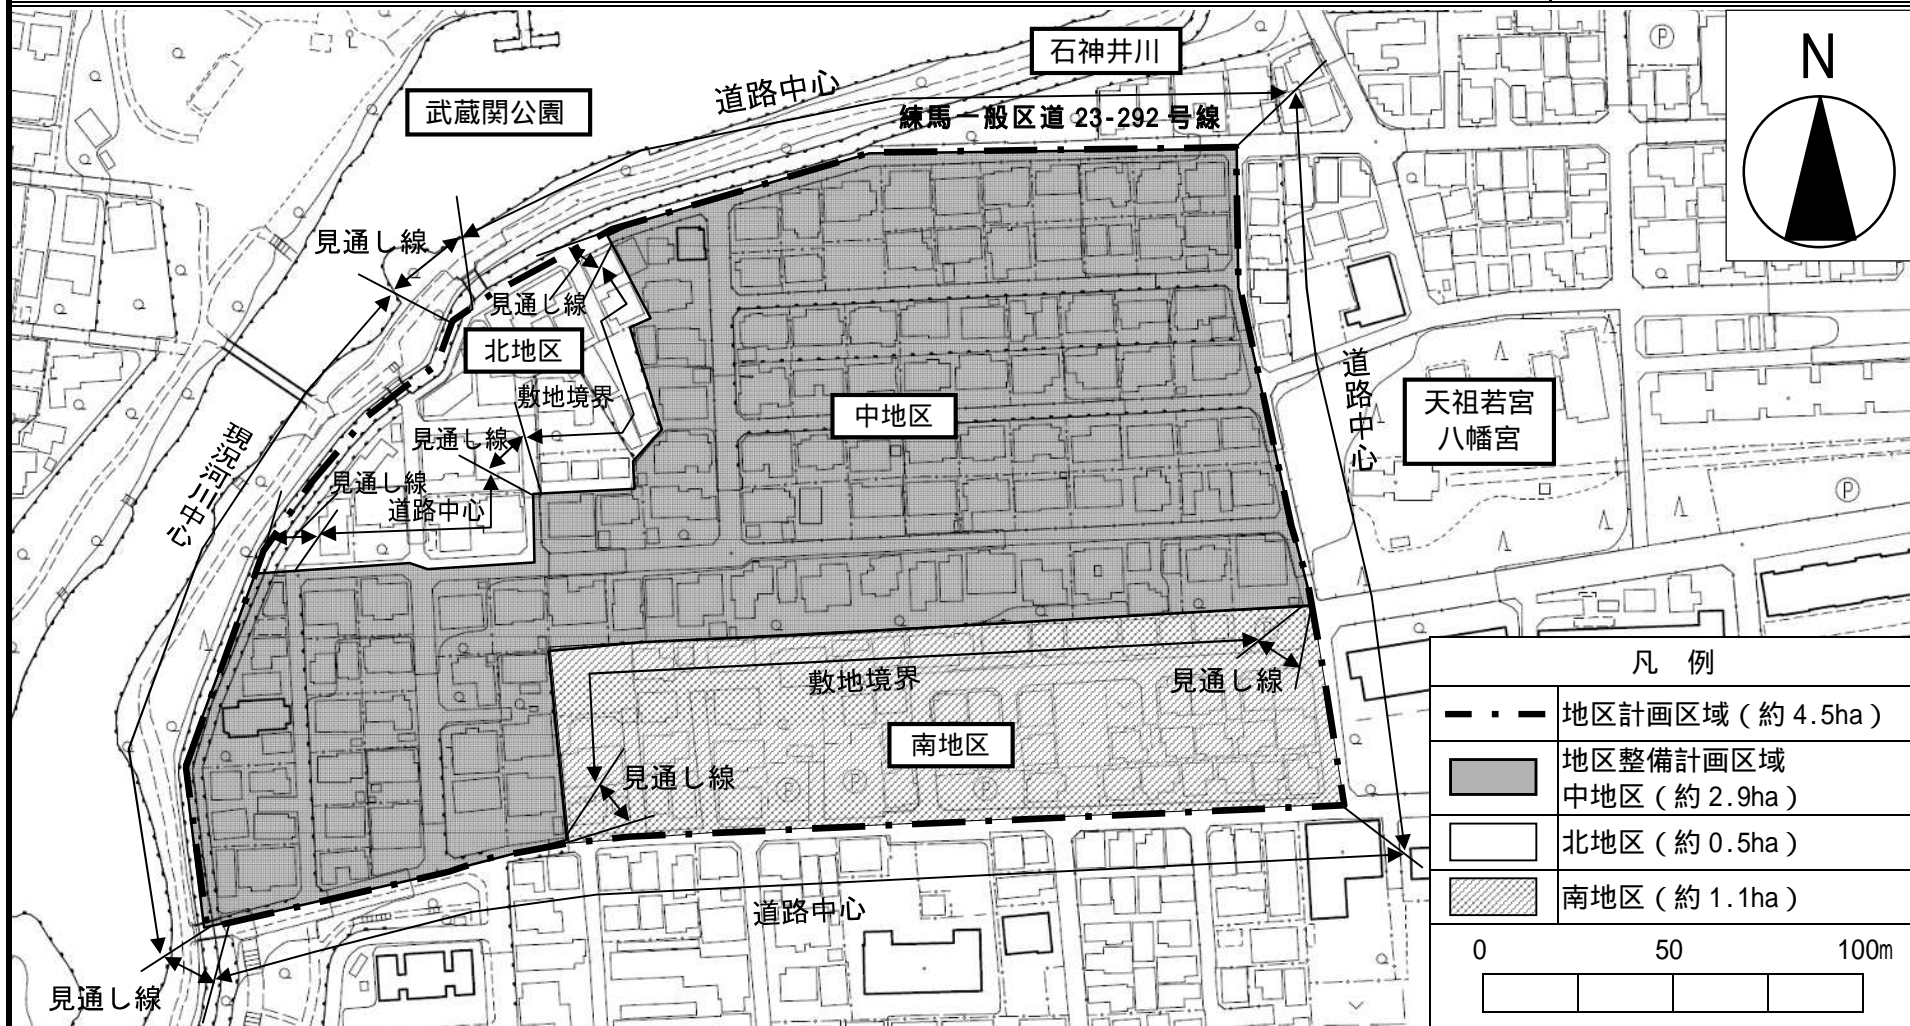 石神井川
N
武蔵関公園
道路中心
練馬一般区道 23-292 号線
見通し線
見通し線
北地区
道路中心
敷地境界
天祖若宮
八幡宮
中地区
現況河川中心
見通し線
見通し線
道路中心
敷地境界
見通し線
南地区
見通し線
道路中心
見通し線
凡 例
地区計画区域（約 4.5ha）
地区整備計画区域
中地区（約 2.9ha）
北地区（約 0.5ha）
南地区（約 1.1ha）
0 50 100m
P
P
P
P
P